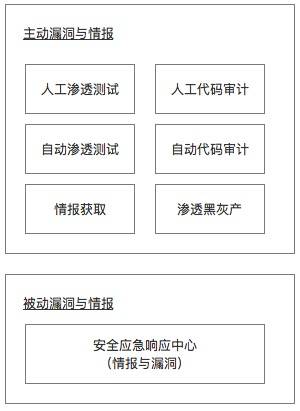 主动漏洞与情报
人工渗透测试
人工代码审计
自动渗透测试
自动代码审计
情报获取
渗透黑灰产
被动漏洞与情报
安全应急响应中心
（情报与漏洞）